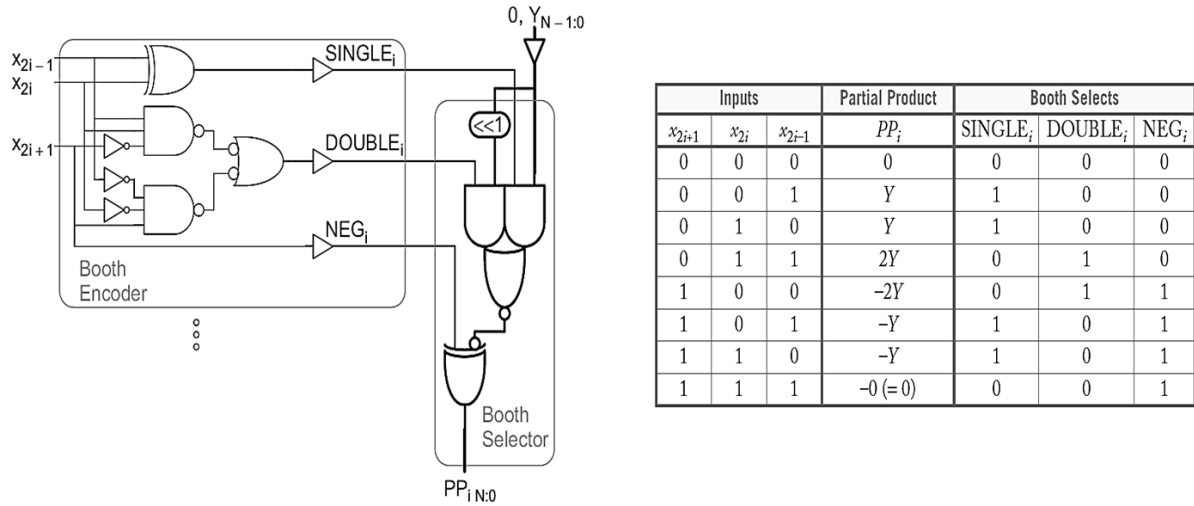 0, Y_{N – 1:0}
x_{2i – 1}
x_{2i}
x_{2i + 1}
SINGLE_i
DOUBLE_i
NEG_i
<<1
Booth
Encoder
Booth
Selector
PP_{i N:0}
Inputs Partial Product Booth Selects
x_{2i+1} x_{2i} x_{2i–1} PP_i SINGLE_i DOUBLE_i NEG_i
0 0 0 0 0 0 0
0 0 1 Y 1 0 0
0 1 0 Y 1 0 0
0 1 1 2Y 0 1 0
1 0 0 –2Y 0 1 1
1 0 1 –Y 1 0 1
1 1 0 –Y 1 0 1
1 1 1 –0 (= 0) 0 0 1